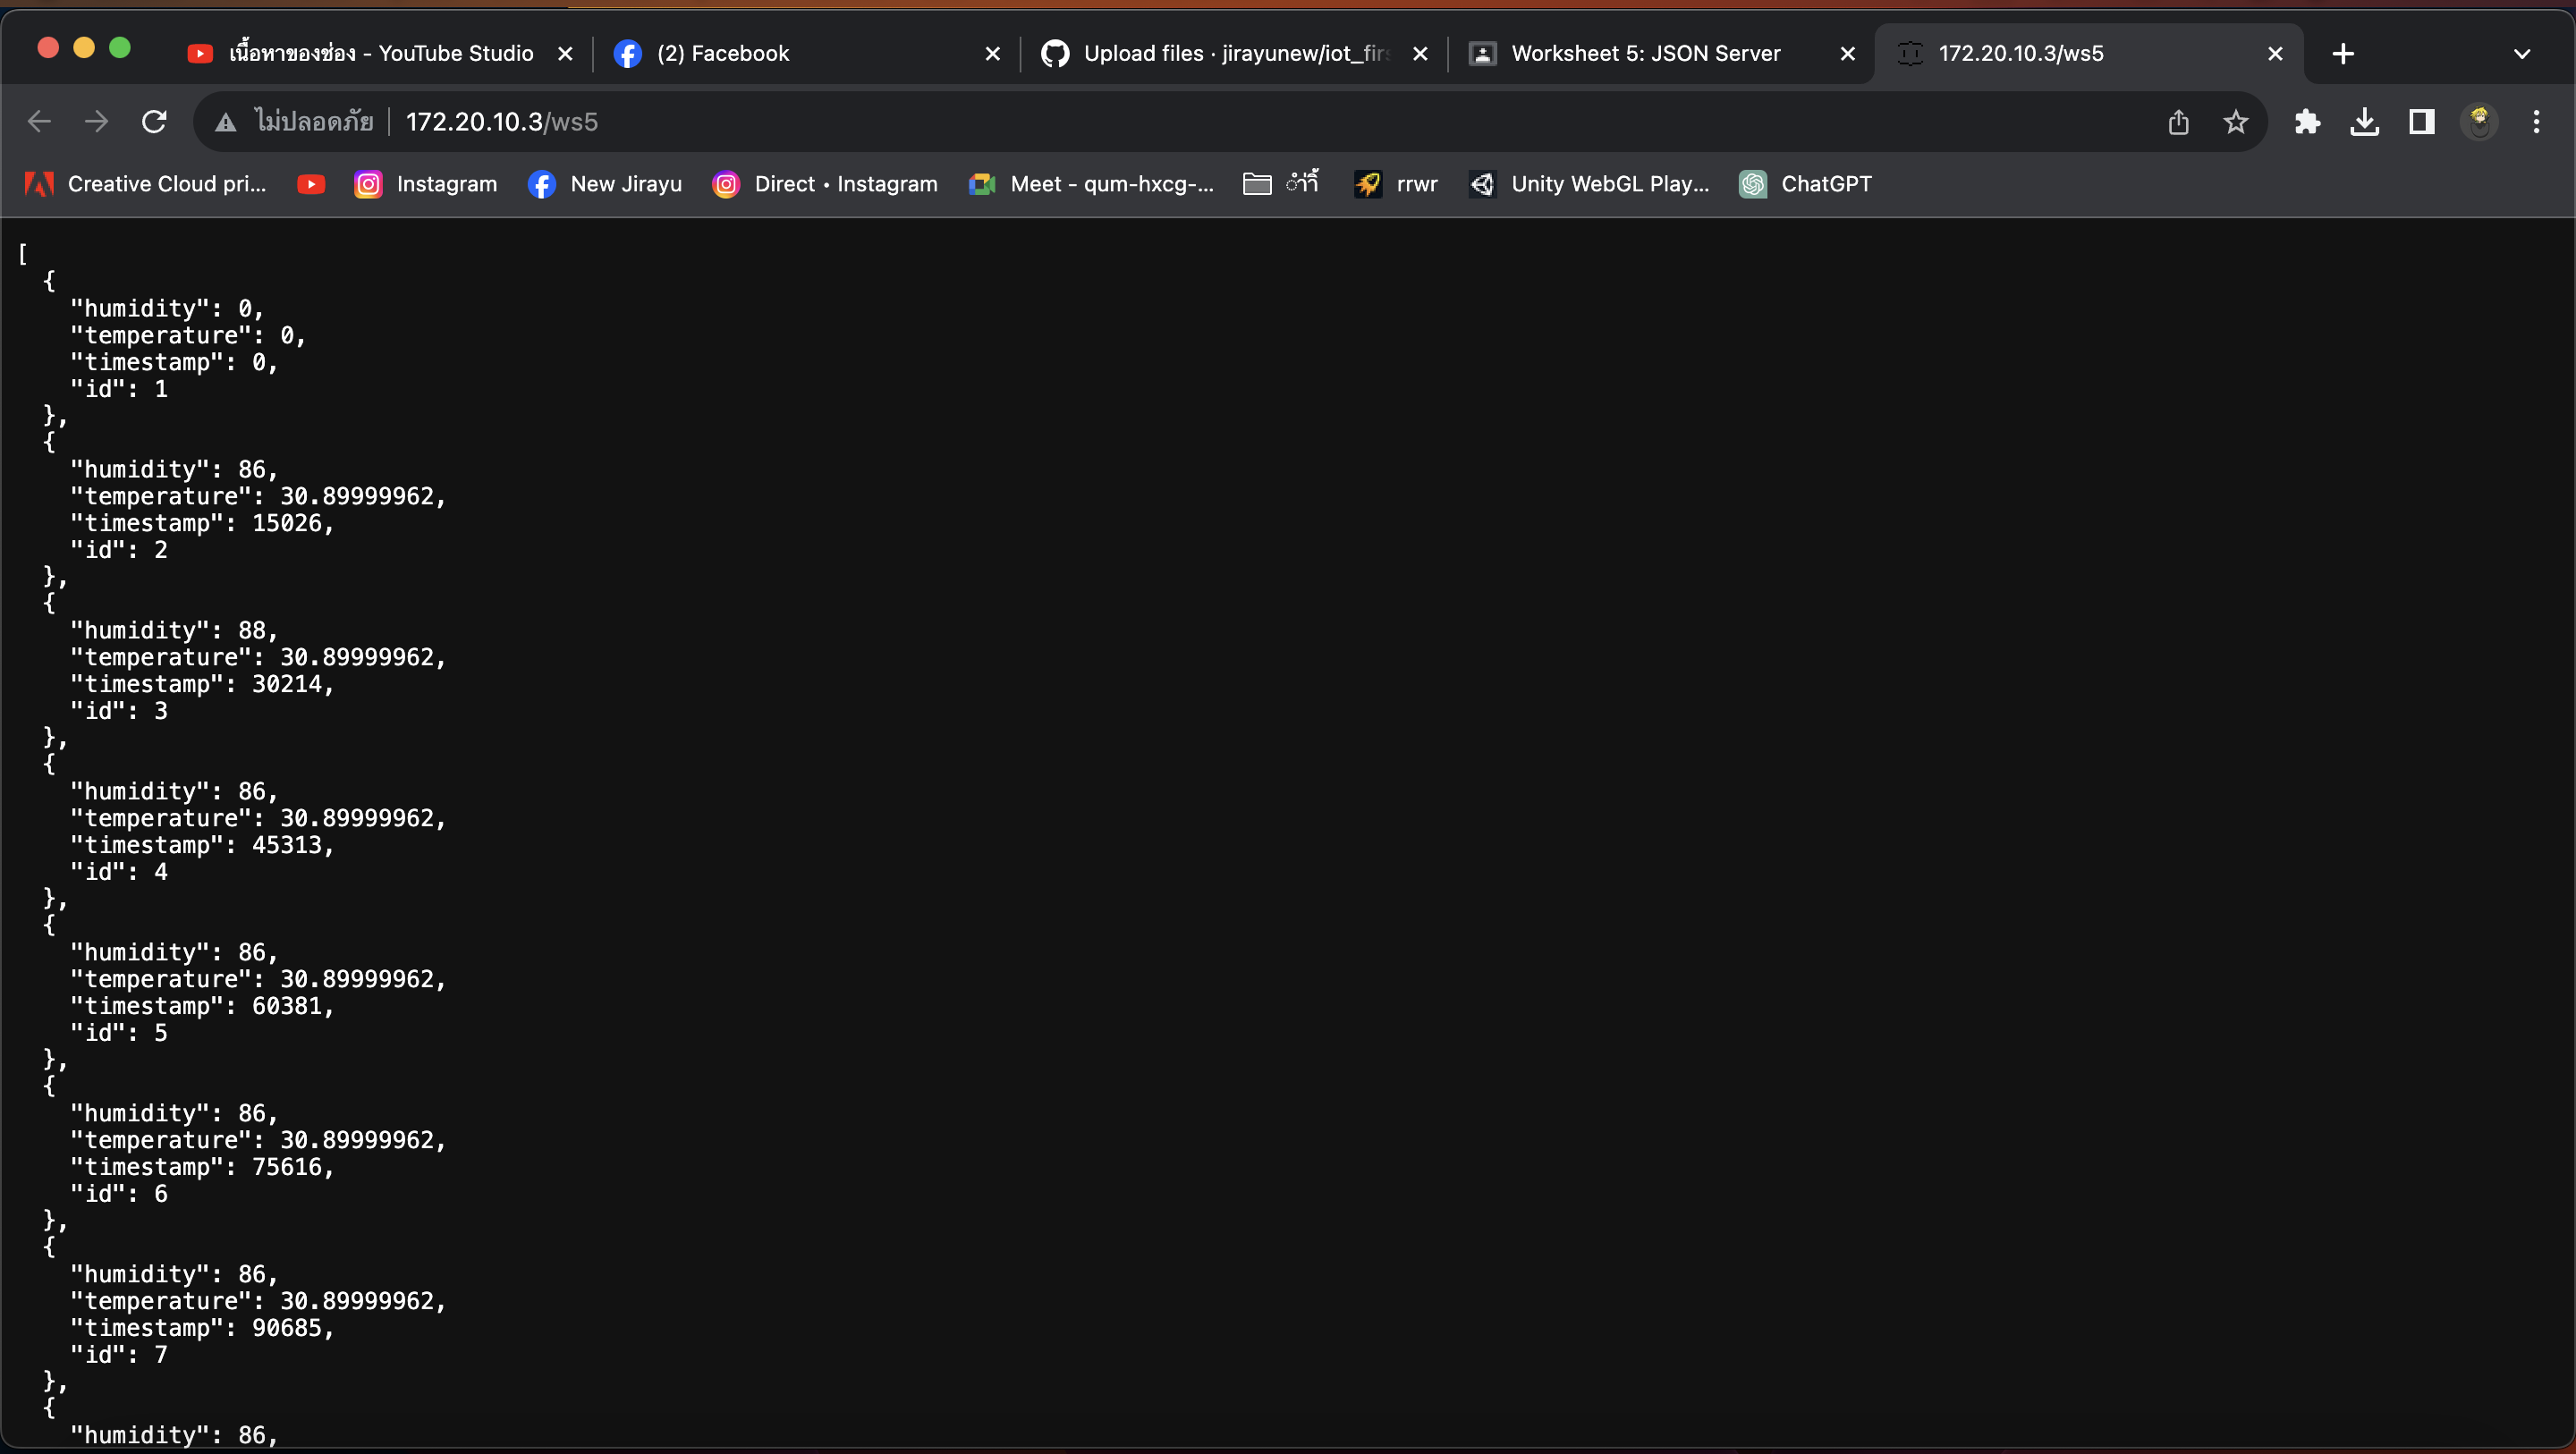 เนื้อหาของช่อง - YouTube Studio
(2) Facebook
Upload files · jirayunew/iot_firs
Worksheet 5: JSON Server
172.20.10.3/ws5
ไม่ปลอดภัย
172.20.10.3/ws5
Creative Cloud pri...
Instagram
New Jirayu
Direct • Instagram
Meet - qum-hxcg-...
rrwr
Unity WebGL Play...
ChatGPT
[
{
"humidity": 0,
"temperature": 0,
"timestamp": 0,
"id": 1
},
{
"humidity": 86,
"temperature": 30.89999962,
"timestamp": 15026,
"id": 2
},
{
"humidity": 88,
"temperature": 30.89999962,
"timestamp": 30214,
"id": 3
},
{
"humidity": 86,
"temperature": 30.89999962,
"timestamp": 45313,
"id": 4
},
{
"humidity": 86,
"temperature": 30.89999962,
"timestamp": 60381,
"id": 5
},
{
"humidity": 86,
"temperature": 30.89999962,
"timestamp": 75616,
"id": 6
},
{
"humidity": 86,
"temperature": 30.89999962,
"timestamp": 90685,
"id": 7
},
{
"humidity": 86,